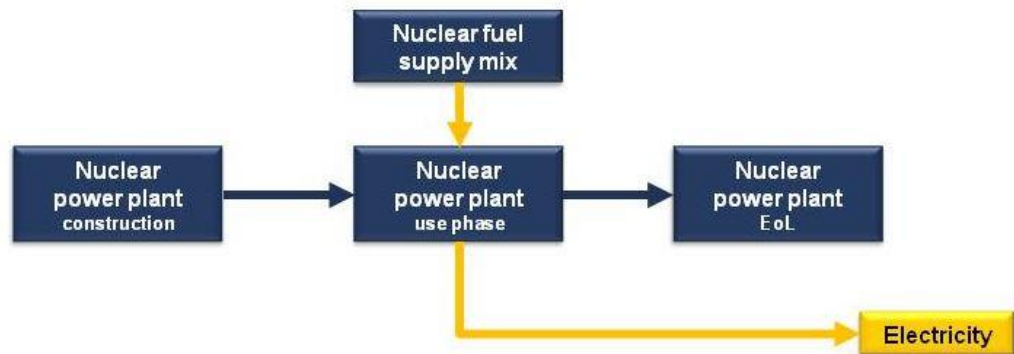 Nuclear fuel
supply mix
Nuclear
power plant
construction
Nuclear
power plant
use phase
Nuclear
power plant
EoL
Electricity